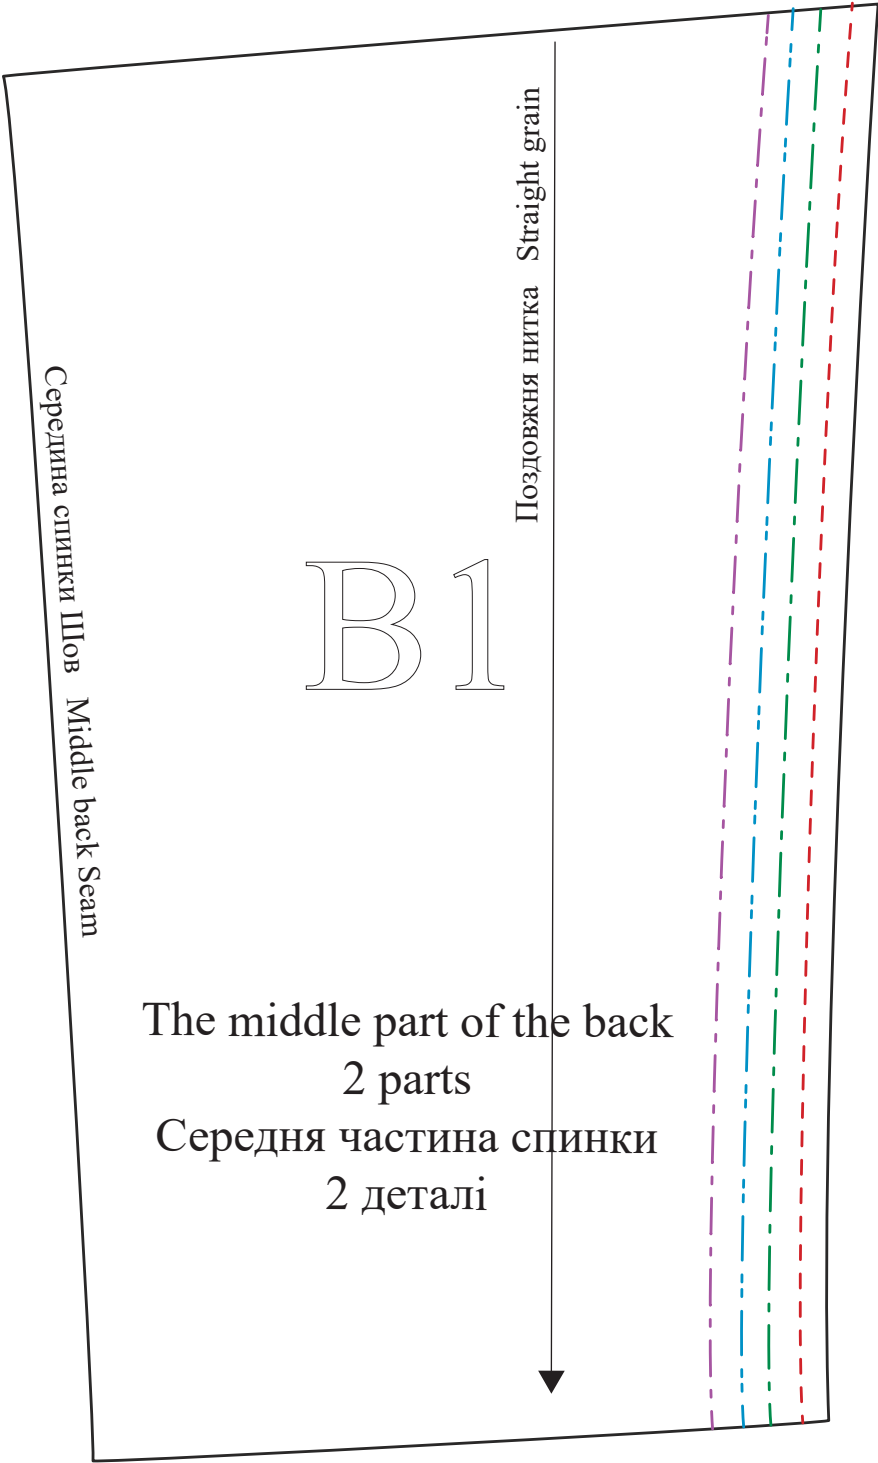 Поздовжня нитка Straight grain
Середина спинки Шов Middle back Seam
B1
The middle part of the back
2 parts
Середня частина спинки
2 деталі